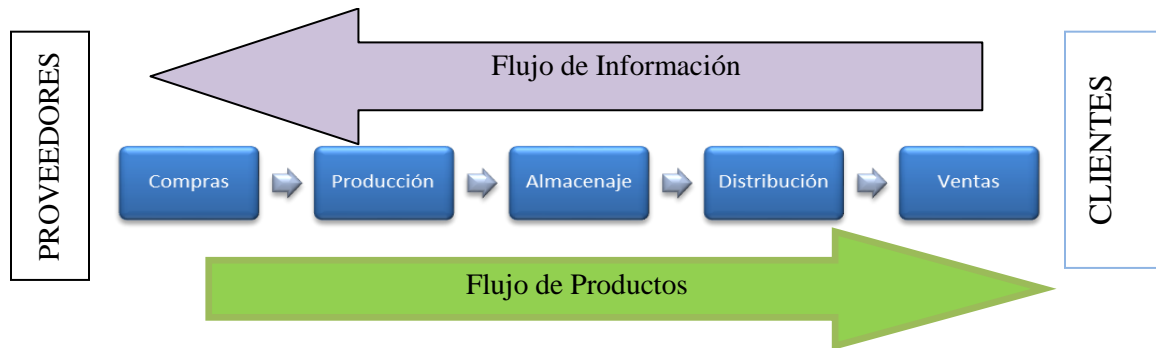 PROVEEDORES
Flujo de Información
CLIENTES
Compras
Producción
Almacenaje
Distribución
Ventas
Flujo de Productos